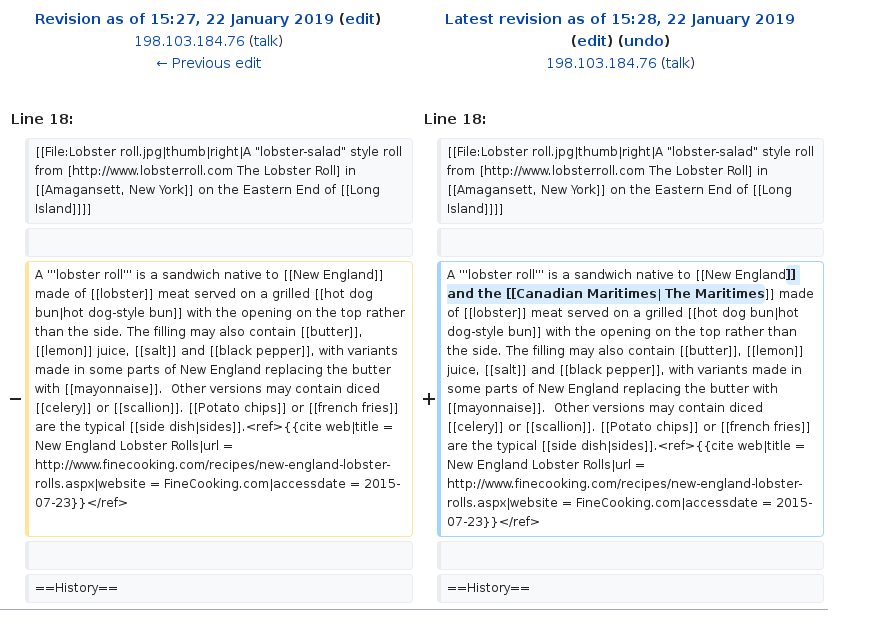 Revision as of 15:27, 22 January 2019 (edit)
198.103.184.76 (talk)
← Previous edit
Latest revision as of 15:28, 22 January 2019
(edit) (undo)
198.103.184.76 (talk)
Line 18:
Line 18:
[[File:Lobster roll.jpg|thumb|right|A "lobster-salad" style roll
from [http://www.lobsterroll.com The Lobster Roll] in
[[Amagansett, New York]] on the Eastern End of [[Long
Island]]]]
[[File:Lobster roll.jpg|thumb|right|A "lobster-salad" style roll
from [http://www.lobsterroll.com The Lobster Roll] in
[[Amagansett, New York]] on the Eastern End of [[Long
Island]]]]
−
A '''lobster roll''' is a sandwich native to [[New England]]
made of [[lobster]] meat served on a grilled [[hot dog
bun|hot dog-style bun]] with the opening on the top rather
than the side. The filling may also contain [[butter]],
[[lemon]] juice, [[salt]] and [[black pepper]], with variants
made in some parts of New England replacing the butter
with [[mayonnaise]].  Other versions may contain diced
[[celery]] or [[scallion]]. [[Potato chips]] or [[french fries]]
are the typical [[side dish|sides]].<ref>{{cite web|title =
New England Lobster Rolls|url =
http://www.finecooking.com/recipes/new-england-lobster-
rolls.aspx|website = FineCooking.com|accessdate = 2015-
07-23}}</ref>
+
A '''lobster roll''' is a sandwich native to [[New England]]
and the [[Canadian Maritimes| The Maritimes]] made
of [[lobster]] meat served on a grilled [[hot dog bun|hot
dog-style bun]] with the opening on the top rather than
the side. The filling may also contain [[butter]], [[lemon]]
juice, [[salt]] and [[black pepper]], with variants made in
some parts of New England replacing the butter with
[[mayonnaise]].  Other versions may contain diced
[[celery]] or [[scallion]]. [[Potato chips]] or [[french fries]]
are the typical [[side dish|sides]].<ref>{{cite web|title =
New England Lobster Rolls|url =
http://www.finecooking.com/recipes/new-england-lobster-
rolls.aspx|website = FineCooking.com|accessdate = 2015-
07-23}}</ref>
==History==
==History==